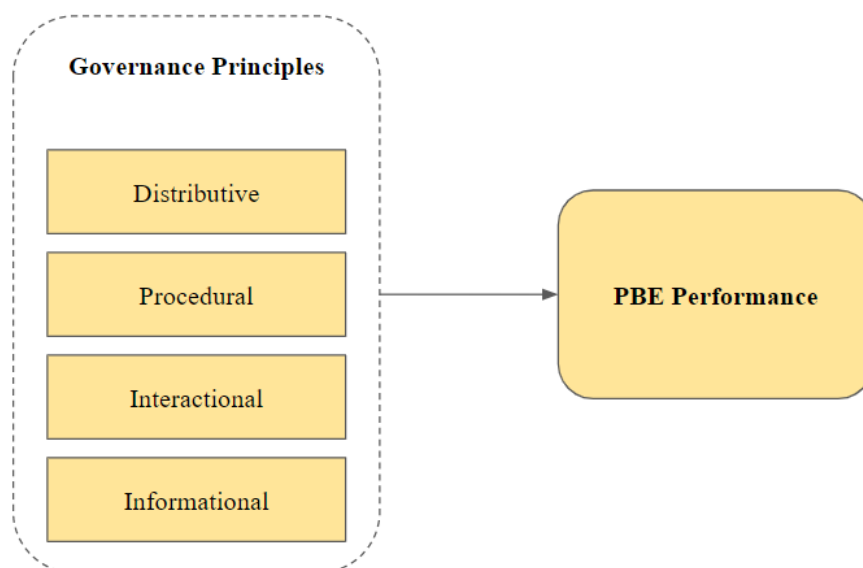 Governance Principles
Distributive
Procedural
PBE Performance
Interactional
Informational